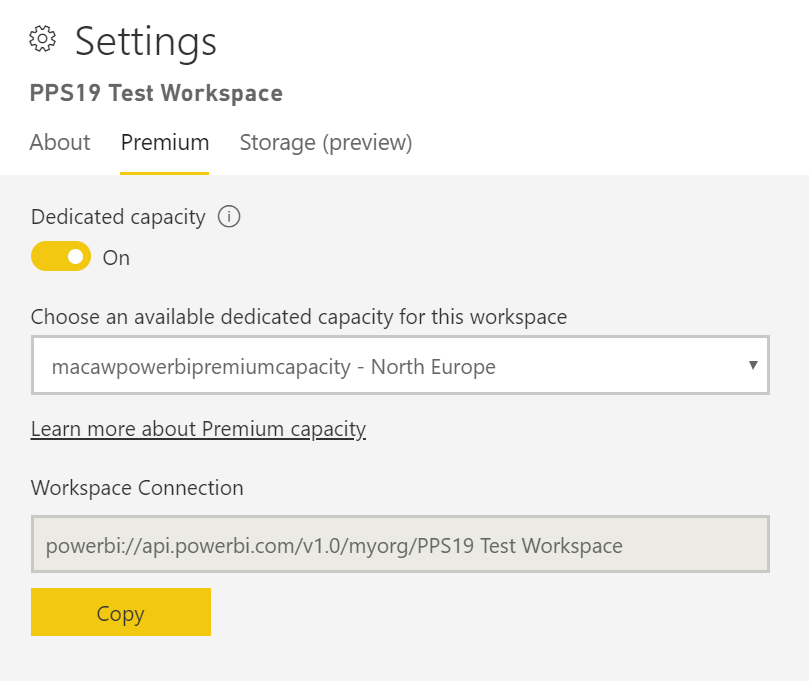 Settings
PPS19 Test Workspace
About Premium Storage (preview)
Dedicated capacity
On
Choose an available dedicated capacity for this workspace
macawpowerbipremiumcapacity - North Europe
Learn more about Premium capacity
Workspace Connection
powerbi://api.powerbi.com/v1.0/myorg/PPS19 Test Workspace
Copy